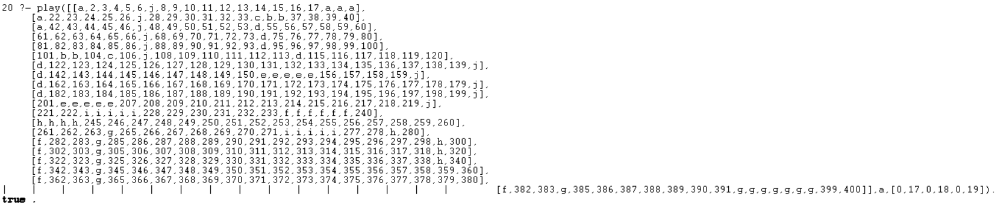 20 ?- play([[a,2,3,4,5,6,j,8,9,10,11,12,13,14,15,16,17,a,a,a],
[a,22,23,24,25,26,j,28,29,30,31,32,33,c,b,b,37,38,39,40],
[a,42,43,44,45,46,j,48,49,50,51,52,53,d,55,56,57,58,59,60],
[61,62,63,64,65,66,j,68,69,70,71,72,73,d,75,76,77,78,79,80],
[81,82,83,84,85,86,j,88,89,90,91,92,93,d,95,96,97,98,99,100],
[101,b,b,104,c,106,j,108,109,110,111,112,113,d,115,116,117,118,119,120],
[d,122,123,124,125,126,127,128,129,130,131,132,133,134,135,136,137,138,139,j],
[d,142,143,144,145,146,147,148,149,150,e,e,e,e,e,156,157,158,159,j],
[d,162,163,164,165,166,167,168,169,170,171,172,173,174,175,176,177,178,179,j],
[d,182,183,184,185,186,187,188,189,190,191,192,193,194,195,196,197,198,199,j],
[201,e,e,e,e,e,207,208,209,210,211,212,213,214,215,216,217,218,219,j],
[221,222,i,i,i,i,i,228,229,230,231,232,233,f,f,f,f,f,f,240],
[h,h,h,h,245,246,247,248,249,250,251,252,253,254,255,256,257,258,259,260],
[261,262,263,g,265,266,267,268,269,270,271,i,i,i,i,i,277,278,h,280],
[f,282,283,g,285,286,287,288,289,290,291,292,293,294,295,296,297,298,h,300],
[f,302,303,g,305,306,307,308,309,310,311,312,313,314,315,316,317,318,h,320],
[f,322,323,g,325,326,327,328,329,330,331,332,333,334,335,336,337,338,h,340],
[f,342,343,g,345,346,347,348,349,350,351,352,353,354,355,356,357,358,359,360],
[f,362,363,g,365,366,367,368,369,370,371,372,373,374,375,376,377,378,379,380],
| | | | | | | | | | | | | | | | [f,382,383,g,385,386,387,388,389,390,391,g,g,g,g,g,g,g,399,400]],a,[0,17,0,18,0,19]).
true .